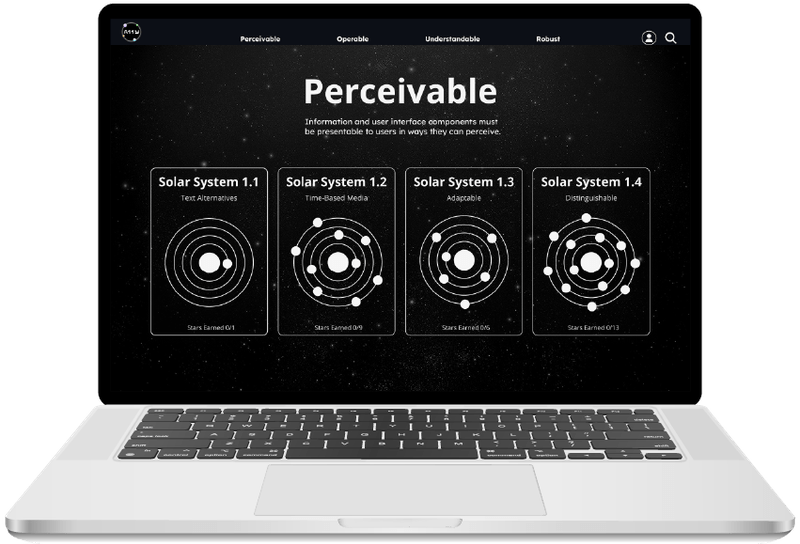 A11Y
Perceivable Operable Understandable Robust
Perceivable
Information and user interface components must
be presentable to users in ways they can perceive.
Solar System 1.1
Text Alternatives
Stars Earned 0/1
Solar System 1.2
Time-Based Media
Stars Earned 0/9
Solar System 1.3
Adaptable
Stars Earned 0/6
Solar System 1.4
Distinguishable
Stars Earned 0/13